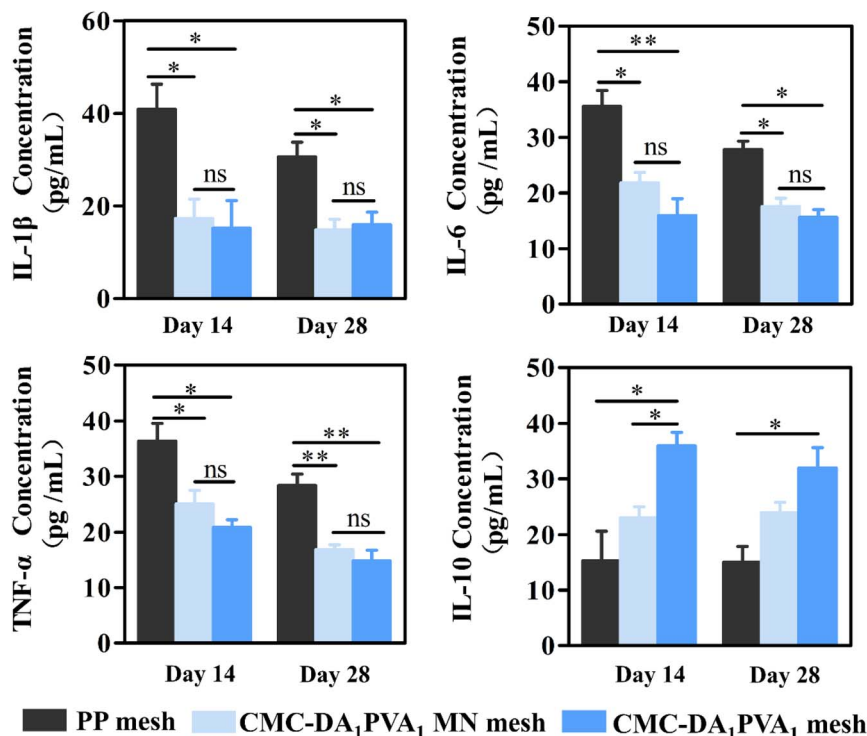 IL-1β Concentration
(pg/mL)
60
40
20
0
*
*
ns
*
*
ns
Day 14
Day 28
IL-6 Concentration
(pg /mL)
50
40
30
20
10
0
**
*
ns
*
*
ns
Day 14
Day 28
TNF-α Concentration
(pg /mL)
50
40
30
20
10
0
*
*
ns
**
**
ns
Day 14
Day 28
IL-10 Concentration
(pg/mL)
50
40
30
20
10
0
*
*
*
Day 14
Day 28
PP mesh
CMC-DA₁PVA₁ MN mesh
CMC-DA₁PVA₁ mesh